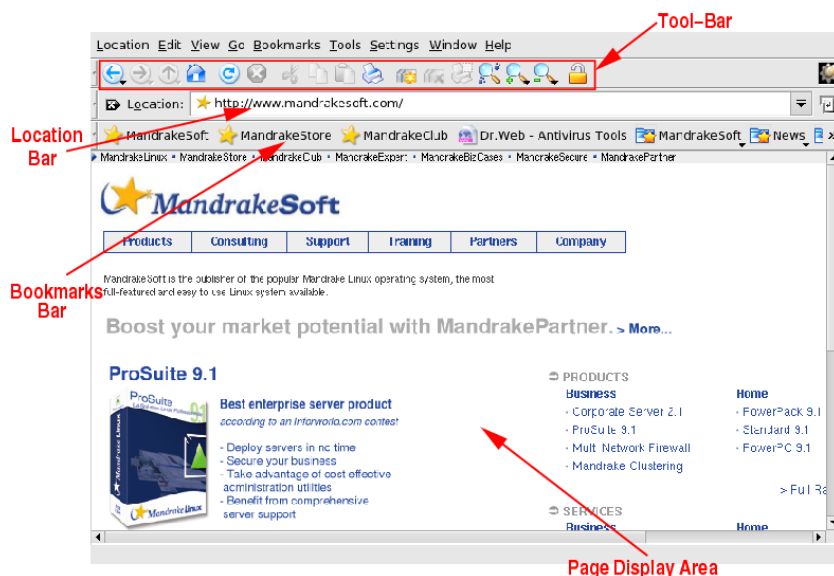 Tool-Bar
Location Edit View Go Bookmarks Tools Settings Window Help
Location: http://www.mandrakesoft.com/
Location
Bar
MandrakeSoft MandrakeStore MandrakeClub Dr.Web - Antivirus Tools MandrakeSoft News
MandrakeLinux • MandrakeStore • MandrakeClub • MandrakeExpert • MandrakeBizCases • MandrakeSecure • MandrakePartner
MandrakeSoft
Products Consulting Support Training Partners Company
MandrakeSoft is the publisher of the popular Mandrake Linux operating system, the most
full-featured and easy to use Linux system available.
Bookmarks
Bar
Boost your market potential with MandrakePartner. > More...
ProSuite 9.1
ProSuite
9.1
Mandrake Linux
MandrakeLinux
Best enterprise server product
according to an Infoworld.com contest
- Deploy servers in no time
- Secure your business
- Take advantage of cost effective
administration utilities
- Benefit from comprehensive
server support
PRODUCTS
Business
- Corporate Server 2.1
- ProSuite 9.1
- Multi Network Firewall
- Mandrake Clustering
Home
- PowerPack 9.1
- Standard 9.1
- PowerPC 9.1
> Full Ra
SERVICES
Business Home
Page Display Area